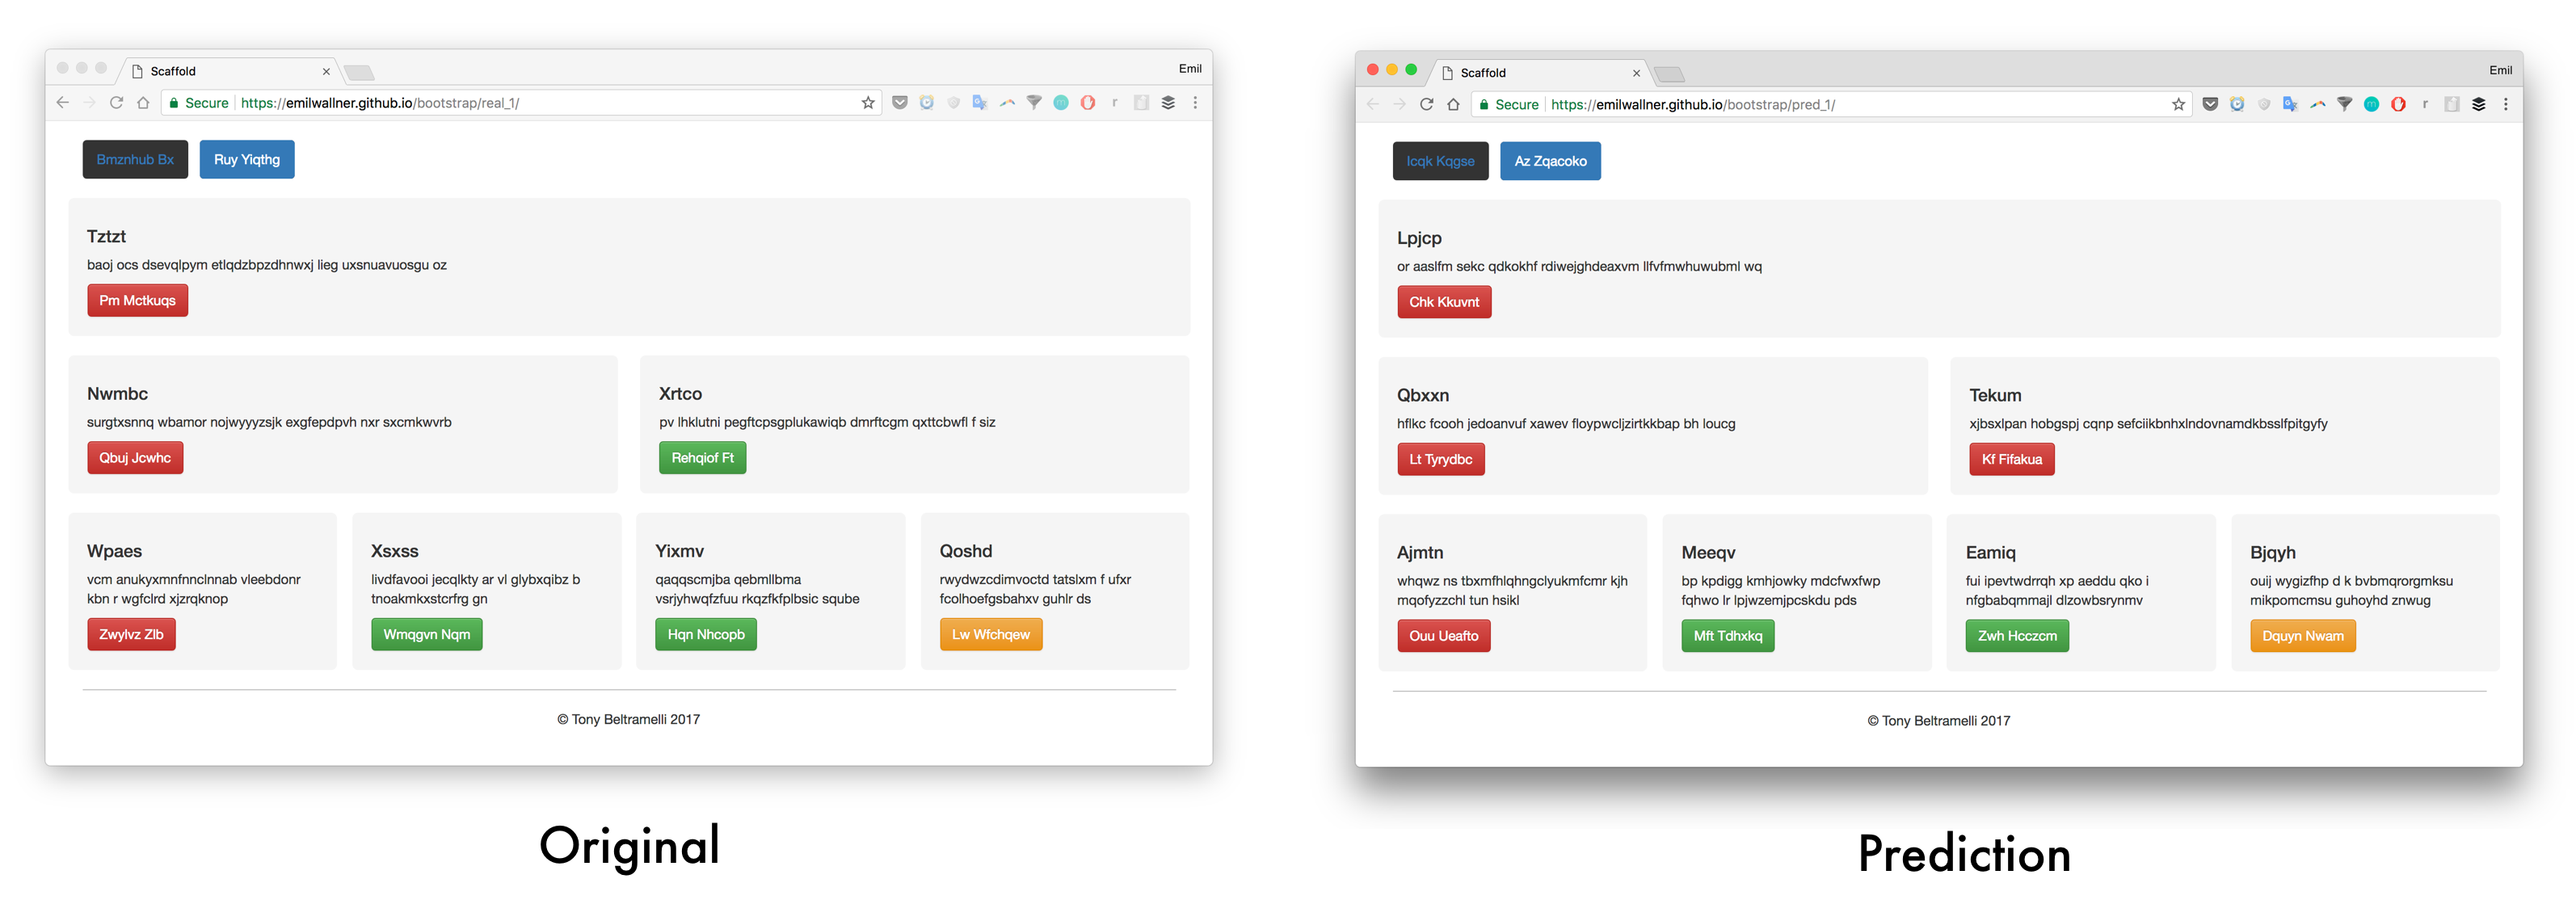 Scaffold
Emil
Secure https://emilwallner.github.io/bootstrap/real_1/
Bmznhub Bx Ruy Yiqthg
Tztzt
baoj ocs dsevqlpym etlqdzbpzdhnwxj lieg uxsnuavuosgu oz
Pm Mctkuqs
Nwmbc
surgtxsnnq wbamor nojwyyyzsjk exgfepdpvh nxr sxcmkwvrb
Qbuj Jcwhc
Xrtco
pv lhklutni pegftcpsgplukawiqb dmrftcgm qxttcbwfl f siz
Rehqiof Ft
Wpaes
vcm anukyxmnfnnclnnab vleebdonr
kbn r wgfclrd xjzrqknop
Zwylvz Zlb
Xsxss
livdfavooi jecqlkty ar vl glybxqibz b
tnoakmkxstcrfrg gn
Wmqgvn Nqm
Yixmv
qaqqscmjba qebmllbma
vsrjyhwqfzfuu rkqzfkfplbsic sqube
Hqn Nhcopb
Qoshd
rwydwzcdimvoctd tatslxm f ufxr
fcolhoefgsbahxv guhlr ds
Lw Wfchqew
© Tony Beltramelli 2017
Original
Scaffold
Emil
Secure https://emilwallner.github.io/bootstrap/pred_1/
Icqk Kqgse Az Zqacoko
Lpjcp
or aaslfm sekc qdkokhf rdiwejghdeaxvm llfvfmwhuwubml wq
Chk Kkuvnt
Qbxxn
hflkc fcooh jedoanvuf xawev floypwcljzirtkkbap bh loucg
Lt Tyrydbc
Tekum
xjbsxlpan hobgspj cqnp sefciikbnhxlndovnamdkbsslfpitgyfy
Kf Fifakua
Ajmtn
whqwz ns tbxmfhlqhngclyukmfcmr kjh
mqofyzzchl tun hsikl
Ouu Ueafto
Meeqv
bp kpdigg kmhjowky mdcfwxfwp
fqhwo lr lpjwzemjpcskdu pds
Mft Tdhxkq
Eamiq
fui ipevtwdrrqh xp aeddu qko i
nfgbabqmmajl dlzowbsrynmv
Zwh Hcczcm
Bjqyh
ouij wygizfhp d k bvbmqrorgmksu
mikpomcmsu guhoyhd znwug
Dquyn Nwam
© Tony Beltramelli 2017
Prediction